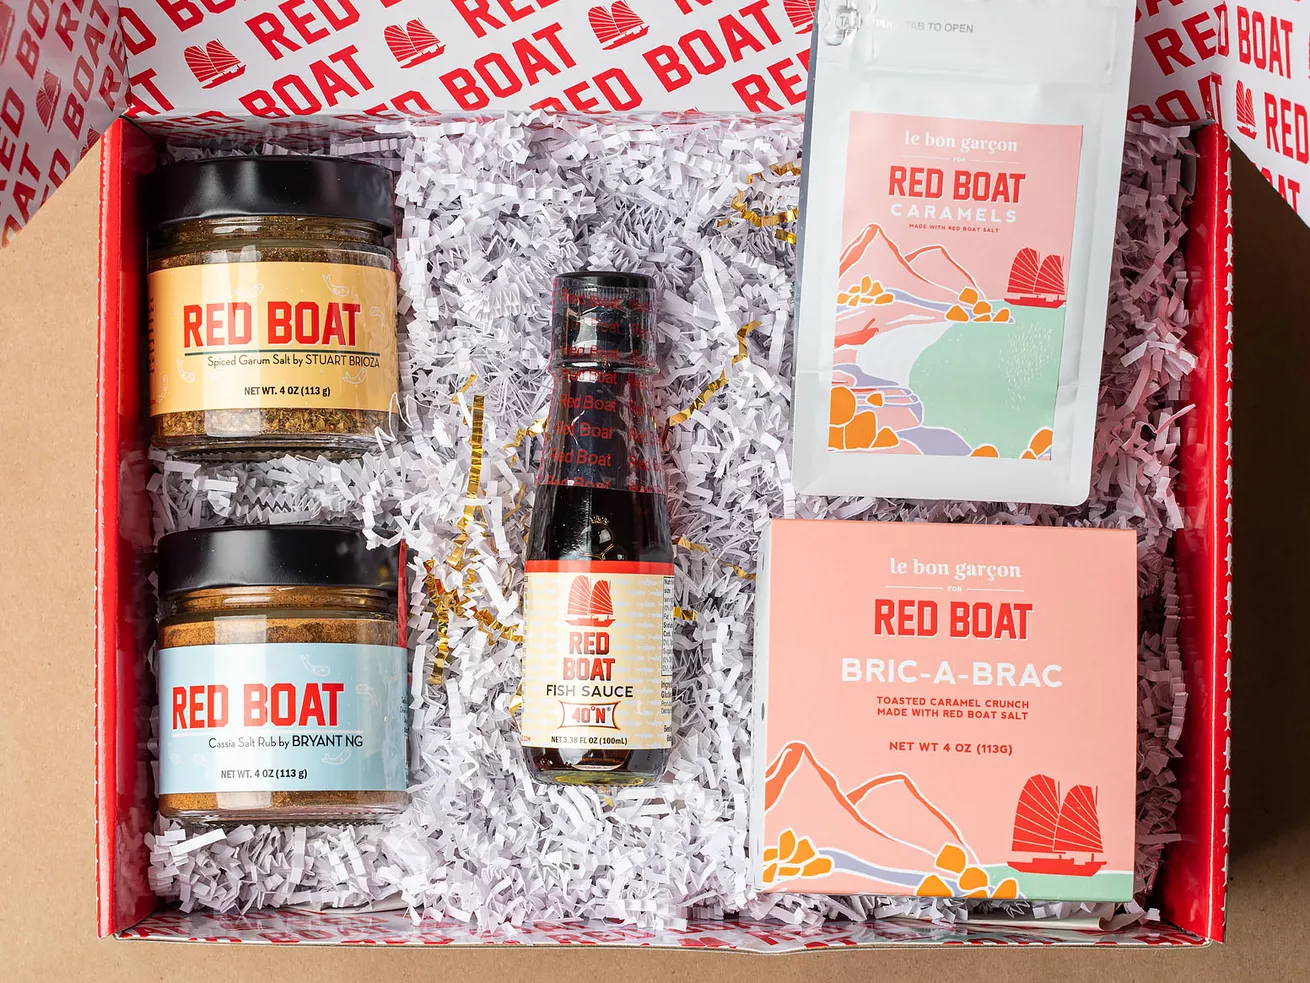 RED BOAT
RED BOAT
RED BOAT
TAB TO OPEN
le bon garçon
FOR
RED BOAT
CARAMELS
MADE WITH RED BOAT SALT
RED BOAT
Spiced Garum Salt by STUART BRIOZA
NET WT. 4 OZ (113 g)
RED BOAT
Cassia Salt Rub by BRYANT NG
NET WT. 4 OZ (113 g)
Red Boat
Red Boat
Red Boat
RED
BOAT
FISH SAUCE
40°N®
NET 3.38 FL OZ (100mL)
le bon garçon
FOR
RED BOAT
BRIC-A-BRAC
TOASTED CARAMEL CRUNCH
MADE WITH RED BOAT SALT
NET WT 4 OZ (113G)